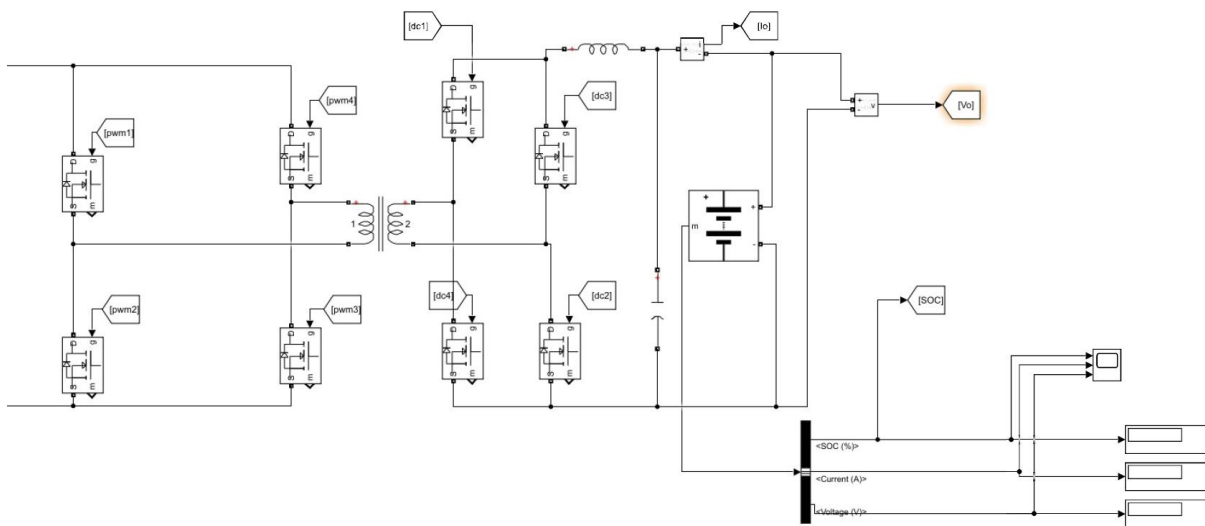 [dc1]
[Io]
i
+
-
g
D
S
m
[dc3]
g
D
S
m
+
-
v
[Vo]
[pwm4]
g
D
S
m
[pwm1]
g
D
S
m
1
2
+
m
+
-
[pwm2]
g
D
S
m
[pwm3]
g
D
S
m
[dc4]
g
D
S
m
[dc2]
g
D
S
m
[SOC]
<SOC (%)>
<Current (A)>
<Voltage (V)>